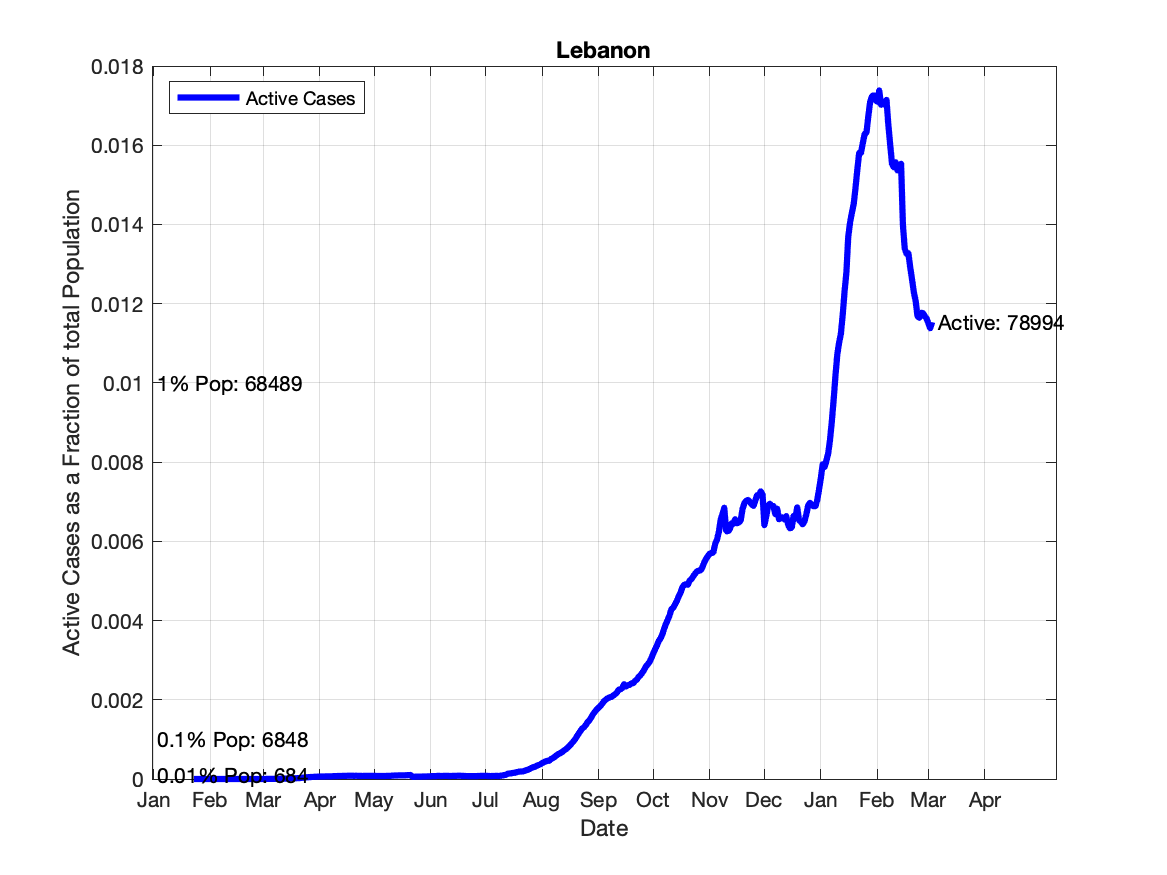 Lebanon
Active Cases
Active Cases as a Fraction of total Population
0.018
0.016
0.014
0.012
0.01
0.008
0.006
0.004
0.002
0
1% Pop: 68489
0.1% Pop: 6848
0.01% Pop: 684
Active: 78994
Jan Feb Mar Apr May Jun Jul Aug Sep Oct Nov Dec Jan Feb Mar Apr
Date